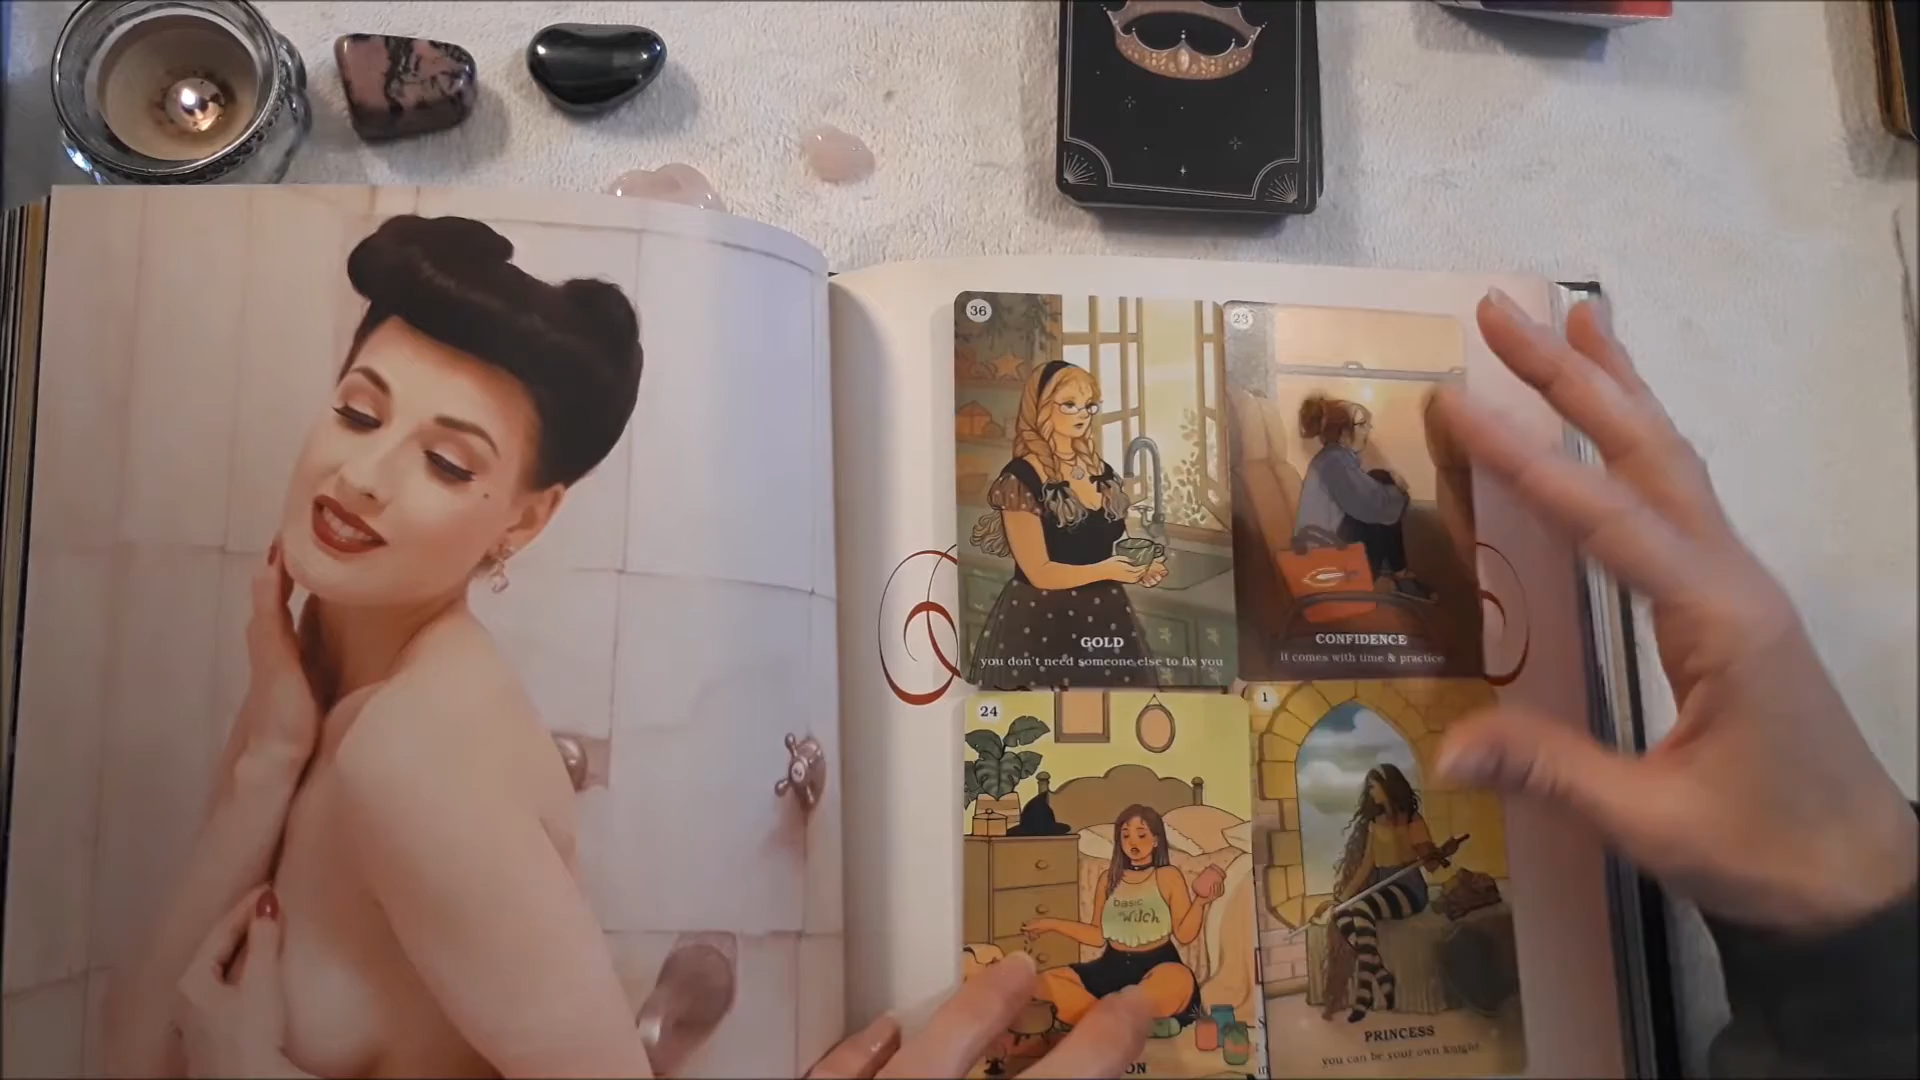 36
GOLD
you don't need someone else to fix you
23
CONFIDENCE
it comes with time & practice
24
basic
witch
ON
1
PRINCESS
you can be your own knight